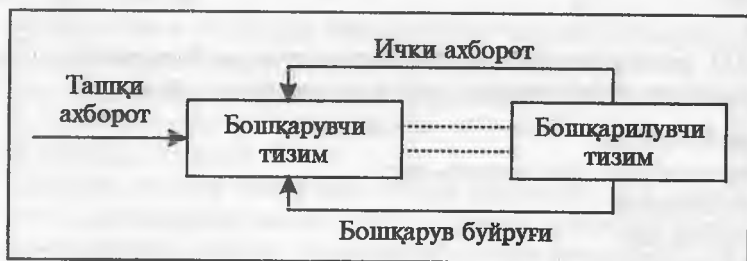 Ички ахборот
Ташқи
ахборот
Бошқарувчи
тизим
Бошқарилувчи
тизим
Бошқарув буйруғи